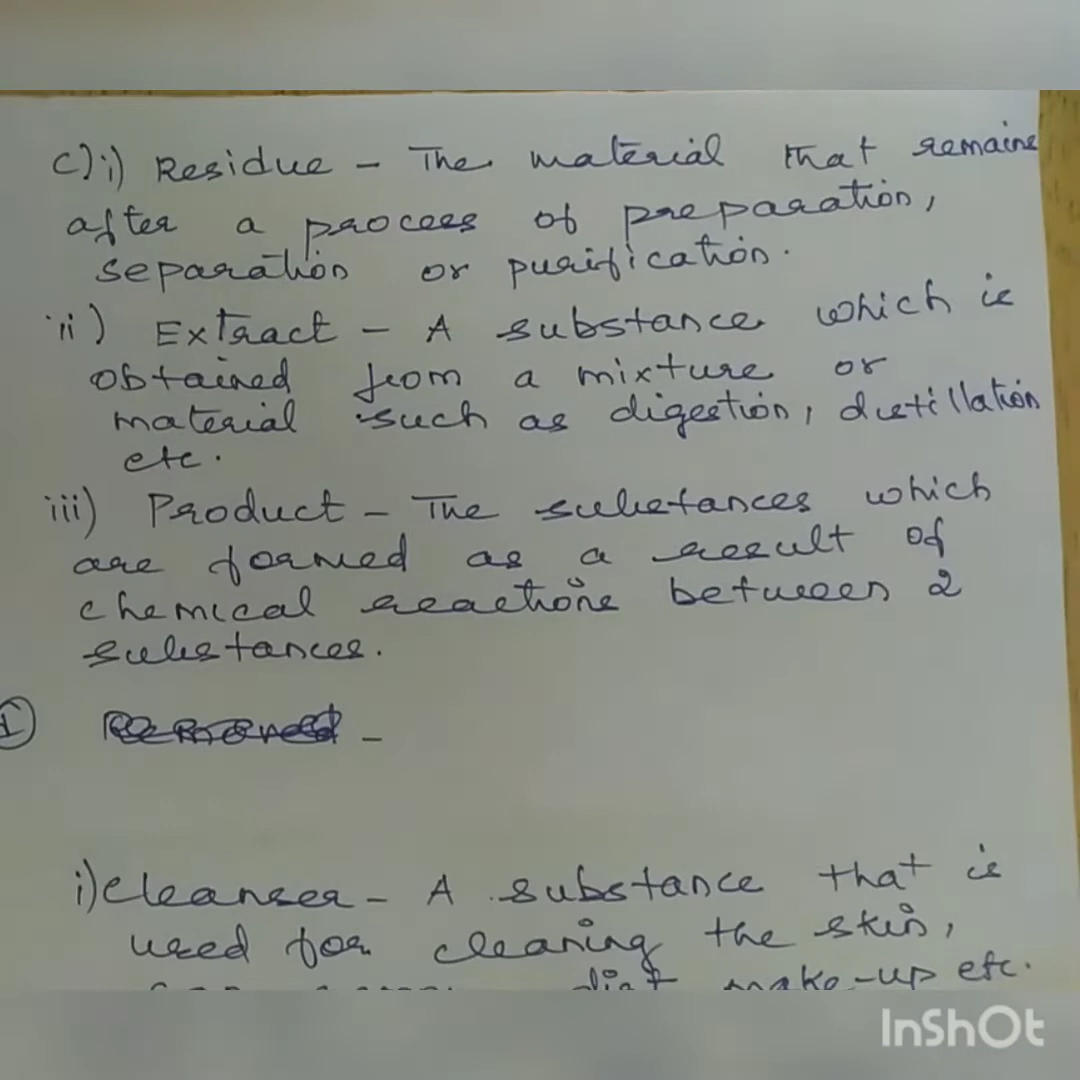 c) i) Residue - The material that remains
after a process of preparation,
separation or purification.
ii) Extract - A substance which is
obtained from a mixture or
material such as digestion, distillation
etc.
iii) Product - The substances which
are formed as a result of
chemical reactions between 2
substances.
i) Cleanser - A substance that is
used for cleaning the skin,
dirt make-up etc.
InShOt